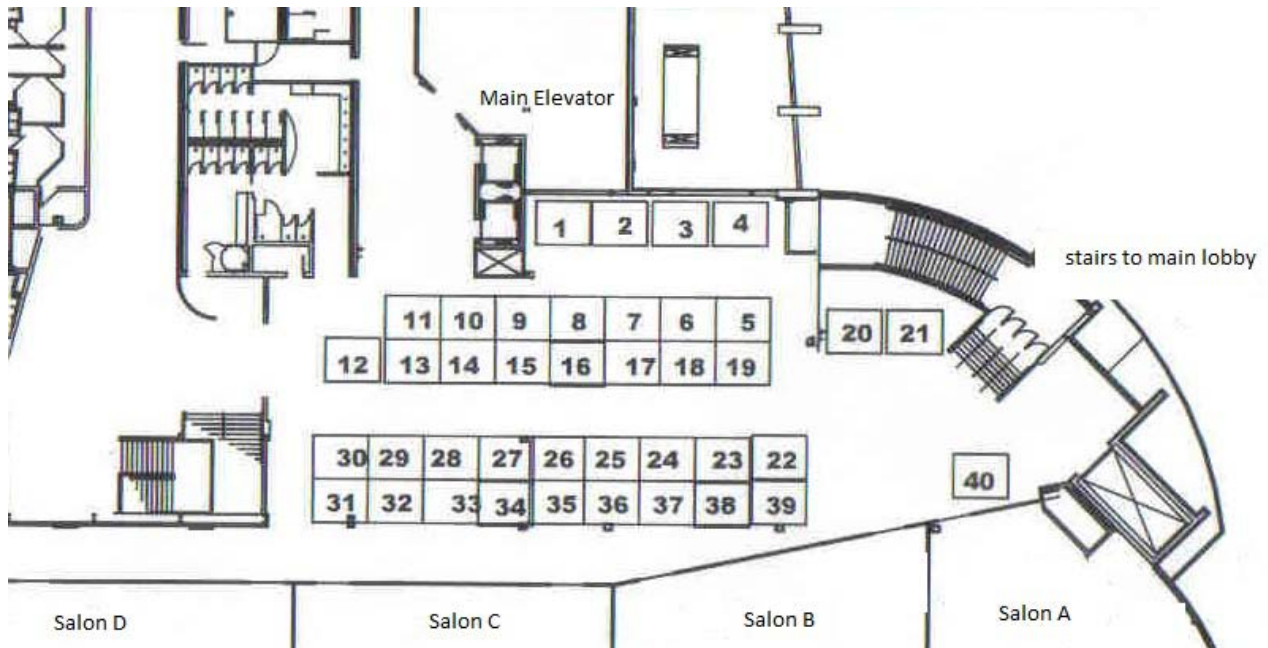 Main Elevator
1 2 3 4
stairs to main lobby
11 10 9 8 7 6 5
20 21
12 13 14 15 16 17 18 19
30 29 28 27 26 25 24 23 22
40
31 32 33 34 35 36 37 38 39
Salon D
Salon C
Salon B
Salon A